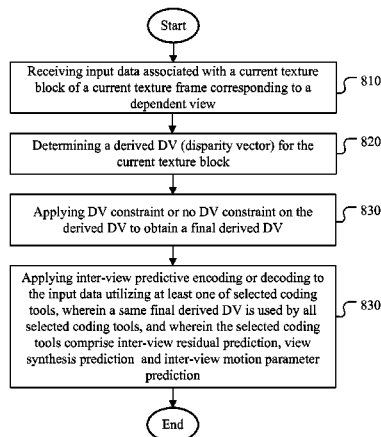 Start
Receiving input data associated with a current texture
block of a current texture frame corresponding to a
dependent view
810
Determining a derived DV (disparity vector) for the
current texture block
820
Applying DV constraint or no DV constraint on the
derived DV to obtain a final derived DV
830
Applying inter-view predictive encoding or decoding to
the input data utilizing at least one of selected coding
tools, wherein a same final derived DV is used by all
selected coding tools, and wherein the selected coding
tools comprise inter-view residual prediction, view
synthesis prediction and inter-view motion parameter
prediction
830
End